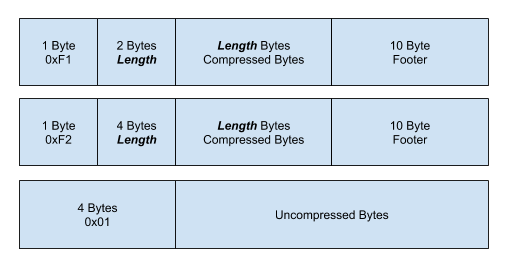 1 Byte
0xF1
2 Bytes
Length
Length Bytes
Compressed Bytes
10 Byte
Footer
1 Byte
0xF2
4 Bytes
Length
Length Bytes
Compressed Bytes
10 Byte
Footer
4 Bytes
0x01
Uncompressed Bytes